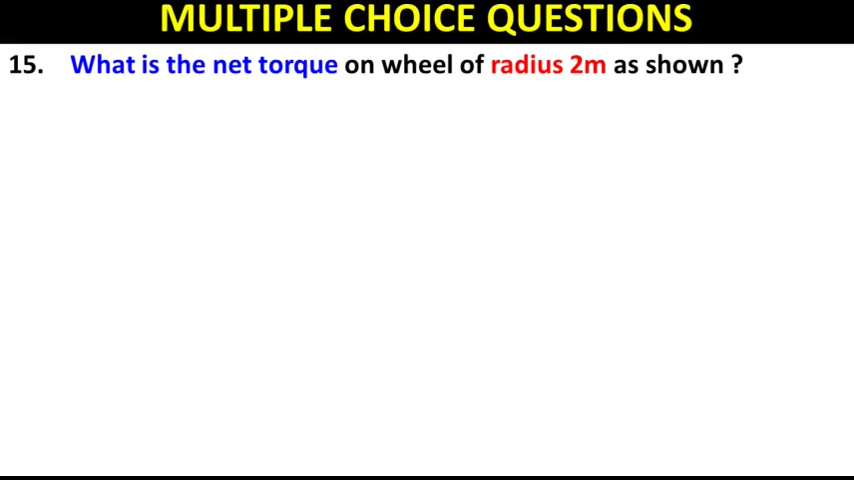 MULTIPLE CHOICE QUESTIONS
15. What is the net torque on wheel of radius 2m as shown ?